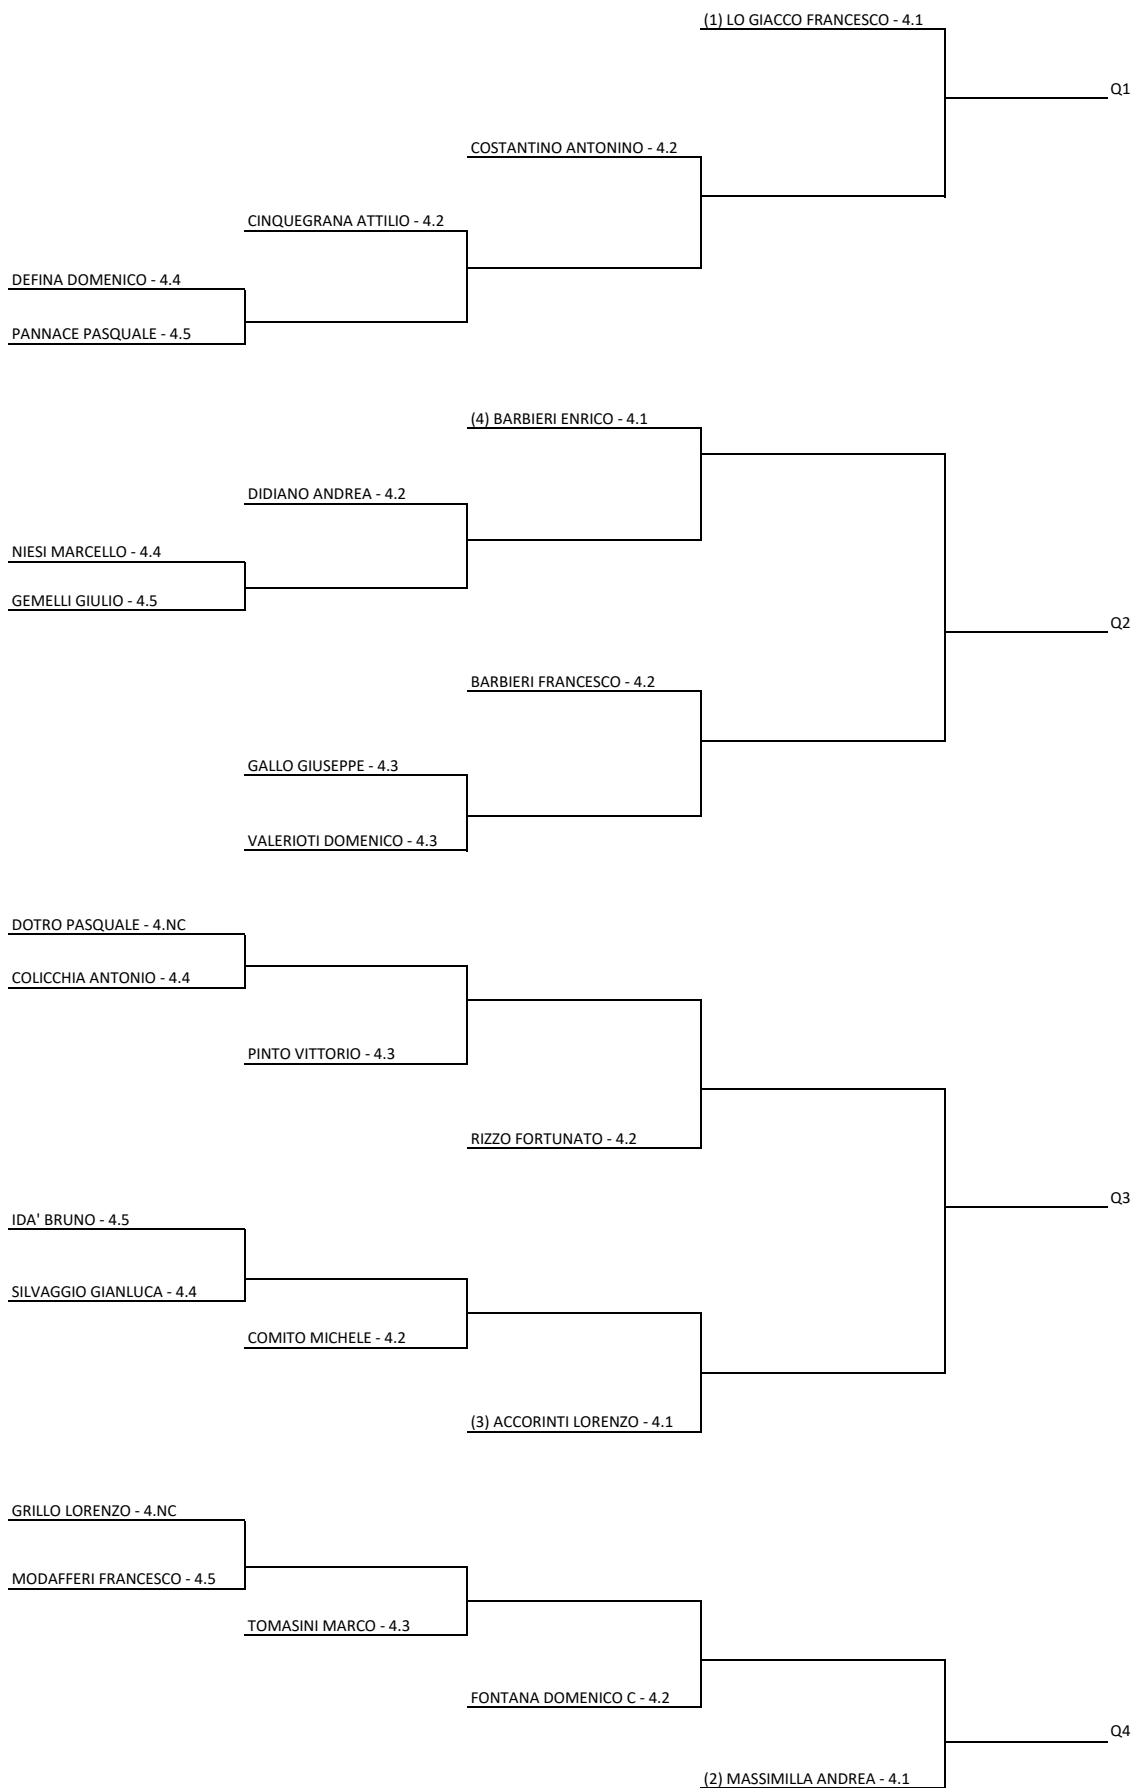 (1) LO GIACCO FRANCESCO - 4.1
Q1
COSTANTINO ANTONINO - 4.2
CINQUEGRANA ATTILIO - 4.2
DEFINA DOMENICO - 4.4
PANNACE PASQUALE - 4.5
(4) BARBIERI ENRICO - 4.1
DIDIANO ANDREA - 4.2
NIESI MARCELLO - 4.4
GEMELLI GIULIO - 4.5
Q2
BARBIERI FRANCESCO - 4.2
GALLO GIUSEPPE - 4.3
VALERIOTI DOMENICO - 4.3
DOTRO PASQUALE - 4.NC
COLICCHIA ANTONIO - 4.4
PINTO VITTORIO - 4.3
RIZZO FORTUNATO - 4.2
Q3
IDA' BRUNO - 4.5
SILVAGGIO GIANLUCA - 4.4
COMITO MICHELE - 4.2
(3) ACCORINTI LORENZO - 4.1
GRILLO LORENZO - 4.NC
MODAFFERI FRANCESCO - 4.5
TOMASINI MARCO - 4.3
FONTANA DOMENICO C - 4.2
Q4
(2) MASSIMILLA ANDREA - 4.1